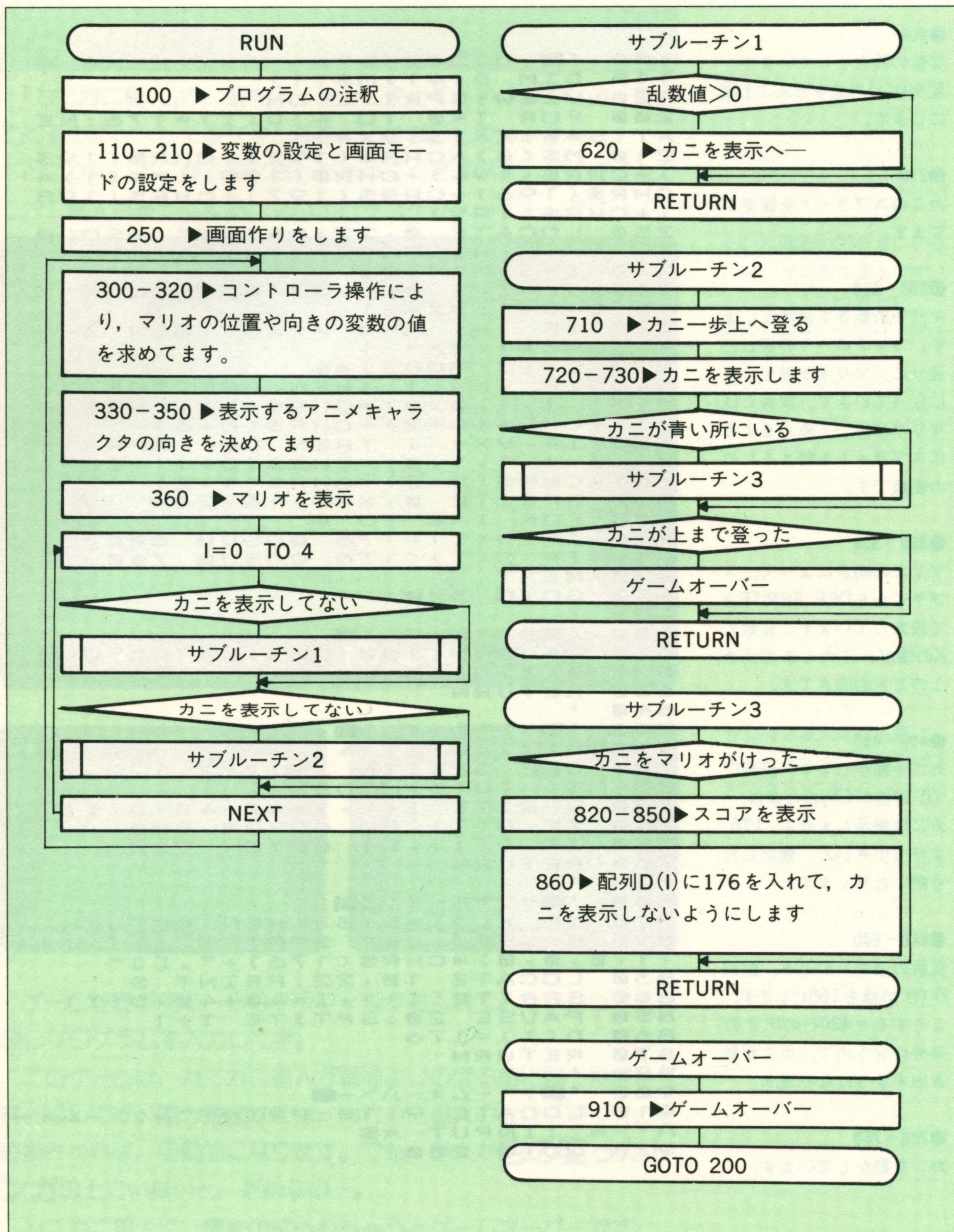 RUN
100 ▶プログラムの注釈
110-210 ▶変数の設定と画面モー
ドの設定をします
250 ▶画面作りをします
300-320 ▶コントローラ操作によ
り，マリオの位置や向きの変数の値
を求めてます。
330-350 ▶表示するアニメキャラ
クタの向きを決めてます
360 ▶マリオを表示
I=0 TO 4
カニを表示してない
サブルーチン1
カニを表示してない
サブルーチン2
NEXT
サブルーチン1
乱数値>0
620 ▶カニを表示へ―
RETURN
サブルーチン2
710 ▶カニ一歩上へ登る
720-730▶カニを表示します
カニが青い所にいる
サブルーチン3
カニが上まで登った
ゲームオーバー
RETURN
サブルーチン3
カニをマリオがけった
820-850▶スコアを表示
860▶配列D(I)に176を入れて，カ
ニを表示しないようにします
RETURN
ゲームオーバー
910 ▶ゲームオーバー
GOTO 200